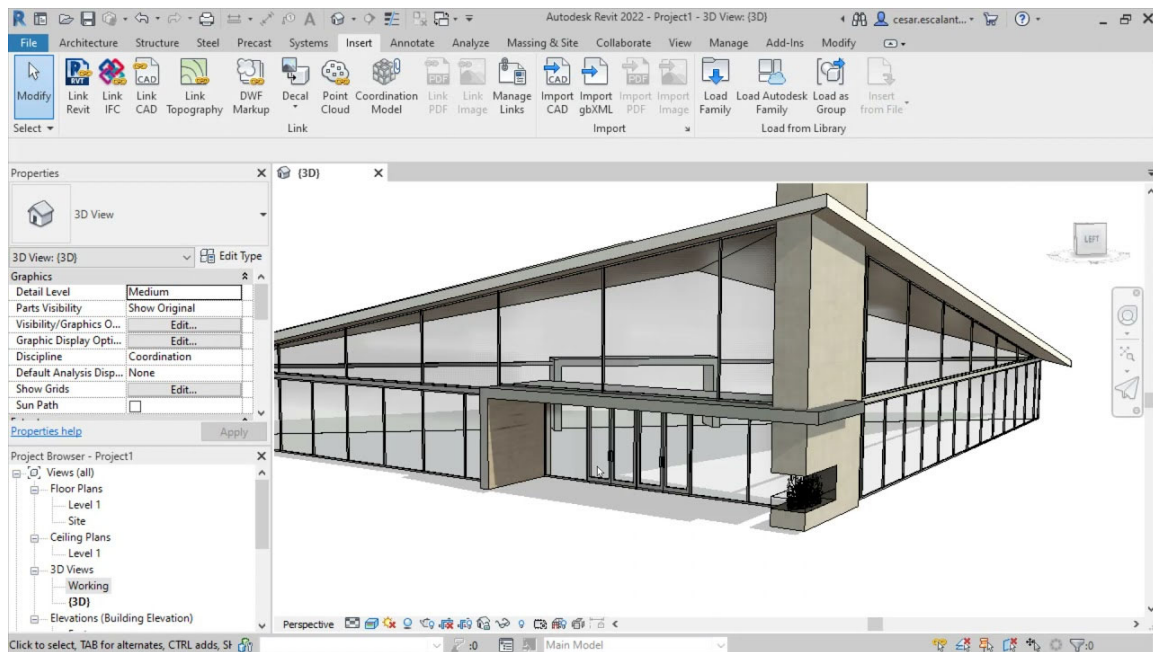 Autodesk Revit 2022 - Project1 - 3D View: {3D}
cesar.escalant...
File Architecture Structure Steel Precast Systems Insert Annotate Analyze Massing & Site Collaborate View Manage Add-Ins Modify
Modify
Link Revit
Link IFC
Link CAD
Link Topography
DWF Markup
Decal
Point Cloud
Coordination Model
Link PDF
Link Image
Manage Links
Import CAD
Import gbXML
Import PDF
Import Image
Load Family
Load Autodesk Family
Load as Group
Insert from File
Select
Link
Import
Load from Library
Properties
{3D}
3D View
LEFT
3D View: {3D}
Edit Type
Graphics
Detail Level Medium
Parts Visibility Show Original
Visibility/Graphics O... Edit...
Graphic Display Opti... Edit...
Discipline Coordination
Default Analysis Disp... None
Show Grids Edit...
Sun Path
Properties help
Apply
Project Browser - Project1
Views (all)
Floor Plans
Level 1
Site
Ceiling Plans
Level 1
3D Views
Working
{3D}
Elevations (Building Elevation)
Perspective
Click to select, TAB for alternates, CTRL adds, Sh
:0
Main Model
:0